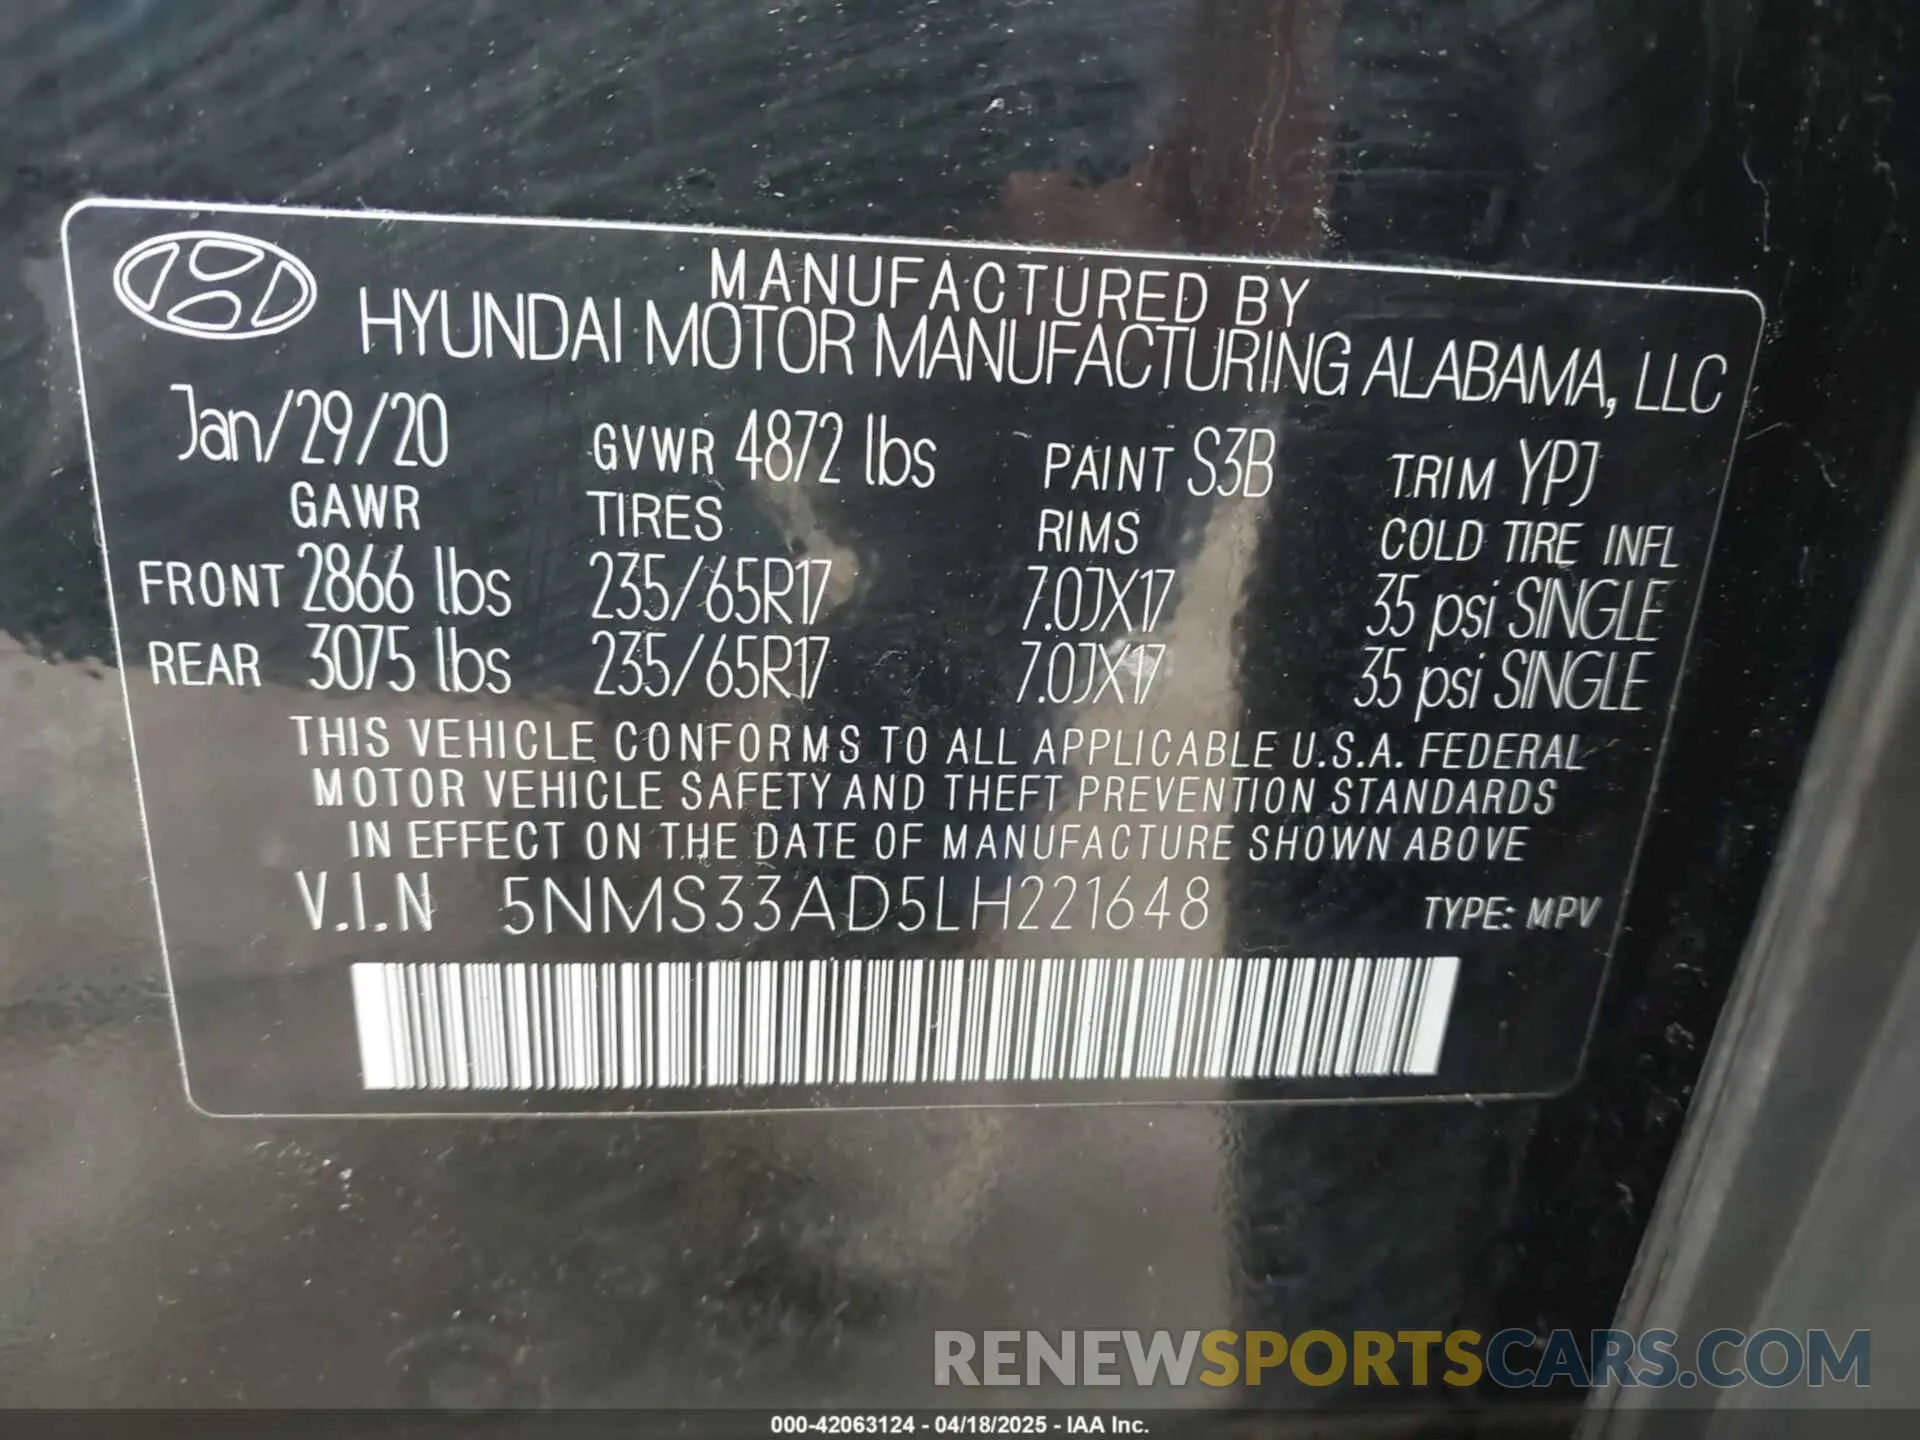 MANUFACTURED BY
HYUNDAI MOTOR MANUFACTURING ALABAMA, LLC
Jan/29/20 GVWR 4872 lbs PAINT S3B TRIM YPJ
GAWR TIRES RIMS COLD TIRE INFL
FRONT 2866 lbs 235/65R17 7.0JX17 35 psi SINGLE
REAR 3075 lbs 235/65R17 7.0JX17 35 psi SINGLE
THIS VEHICLE CONFORMS TO ALL APPLICABLE U.S.A. FEDERAL
MOTOR VEHICLE SAFETY AND THEFT PREVENTION STANDARDS
IN EFFECT ON THE DATE OF MANUFACTURE SHOWN ABOVE
V.I.N 5NMS33AD5LH221648 TYPE: MPV
RENEWSPORTSCARS.COM
000-42063124 - 04/18/2025 - IAA Inc.